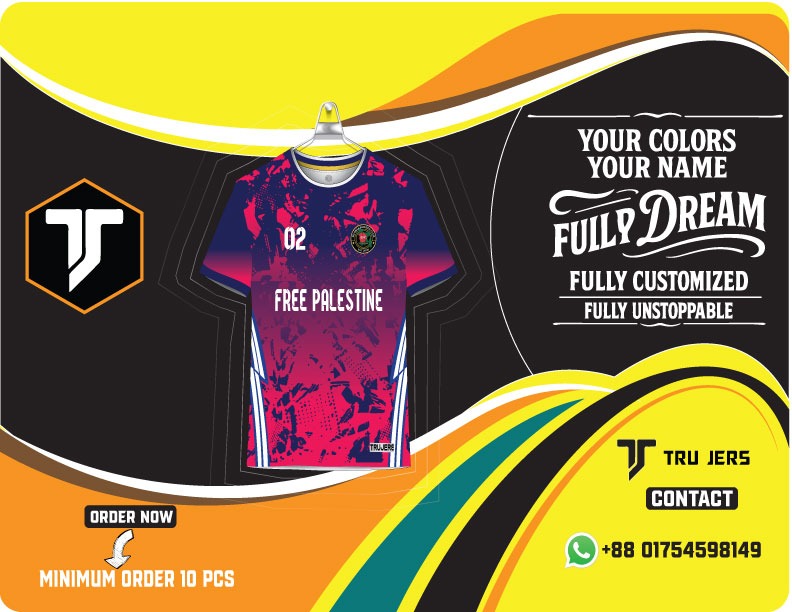 YOUR COLORS
YOUR NAME
FULLY DREAM
FULLY CUSTOMIZED
FULLY UNSTOPPABLE
TJ
02
FREE PALESTINE
TRUJERS
TRU JERS
CONTACT
+88 01754598149
ORDER NOW
MINIMUM ORDER 10 PCS